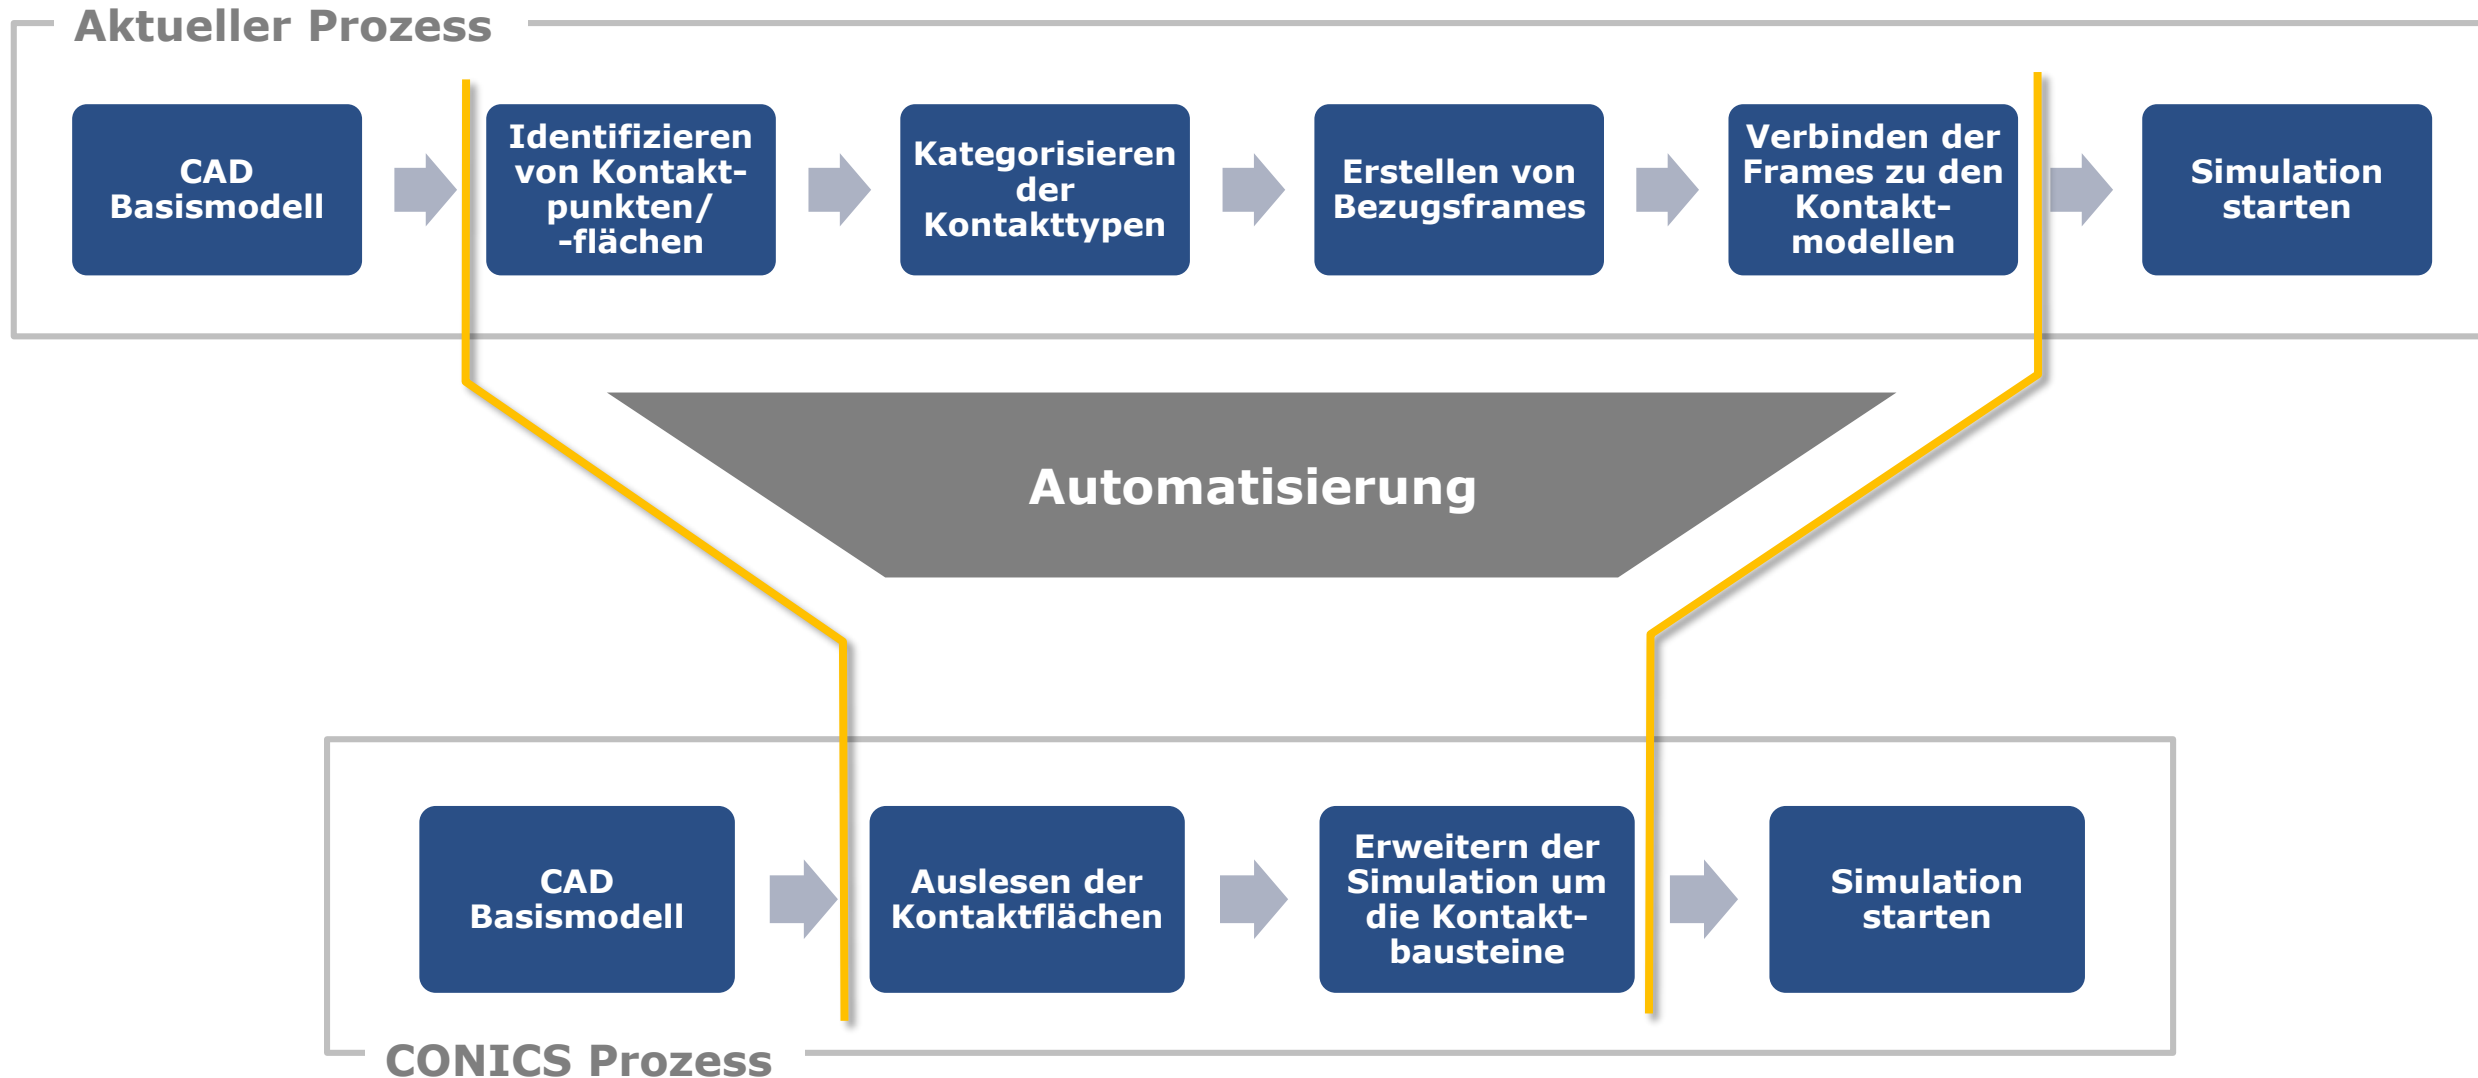 Aktueller Prozess
CAD
Basismodell
Identifizieren
von Kontakt-
punkten/
-flächen
Kategorisieren
der
Kontakttypen
Erstellen von
Bezugsframes
Verbinden der
Frames zu den
Kontakt-
modellen
Simulation
starten
Automatisierung
CAD
Basismodell
Auslesen der
Kontaktflächen
Erweitern der
Simulation um
die Kontakt-
bausteine
Simulation
starten
CONICS Prozess